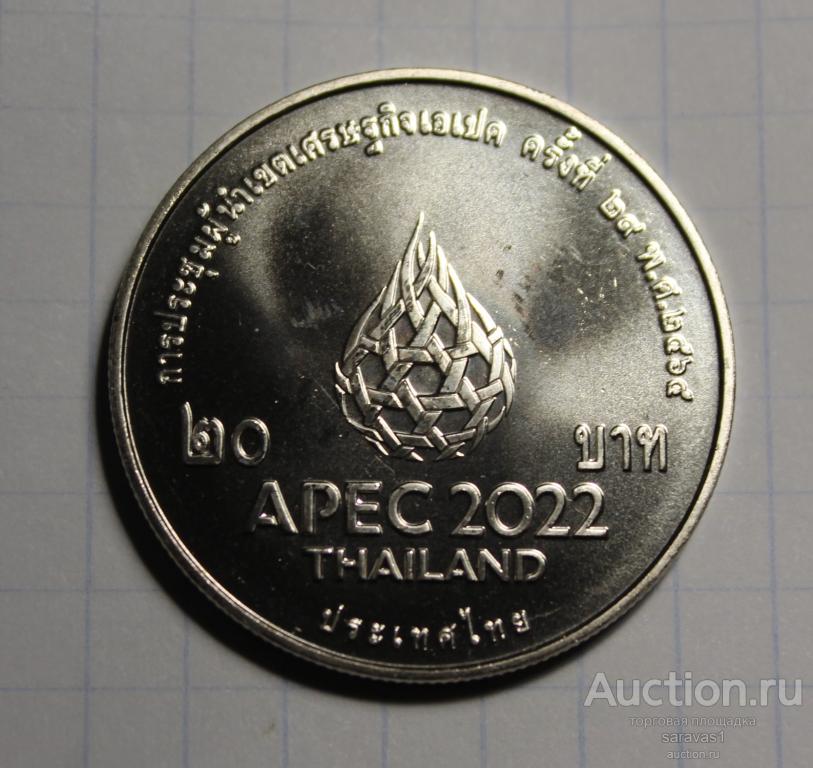 การประชุมผู้นำเขตเศรษฐกิจเอเปค ครั้งที่ ๒๙ พ.ศ.๒๕๖๕
๒๐ บาท
APEC 2022
THAILAND
ประเทศไทย
Auction.ru
торговая площадка
saravas1
auction.ru